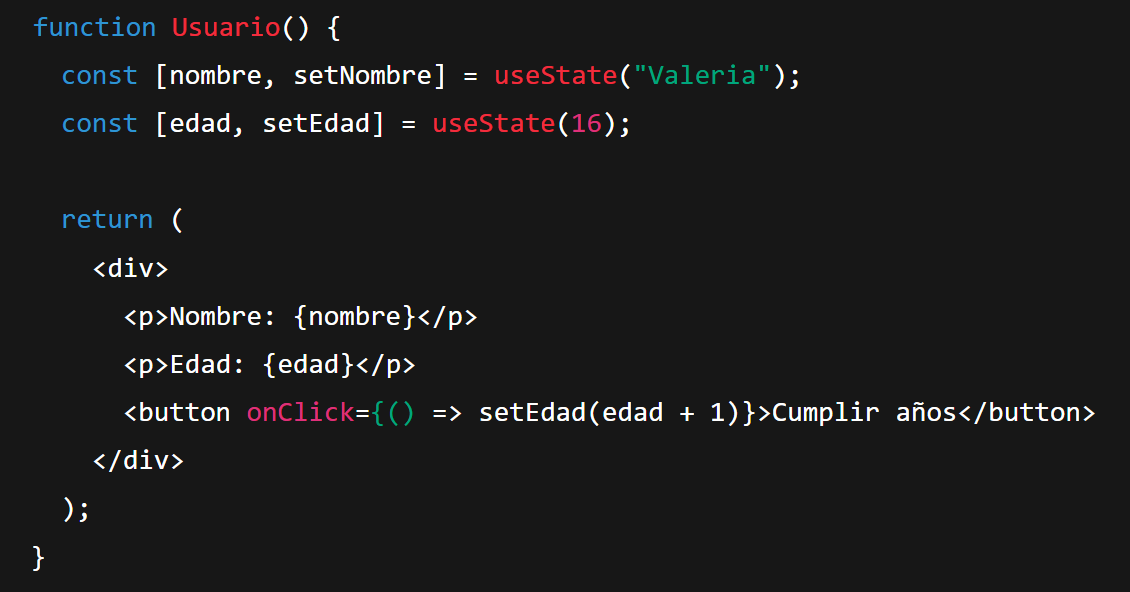 function Usuario() {
  const [nombre, setNombre] = useState("Valeria");
  const [edad, setEdad] = useState(16);

  return (
    <div>
      <p>Nombre: {nombre}</p>
      <p>Edad: {edad}</p>
      <button onClick={() => setEdad(edad + 1)}>Cumplir años</button>
    </div>
  );
}